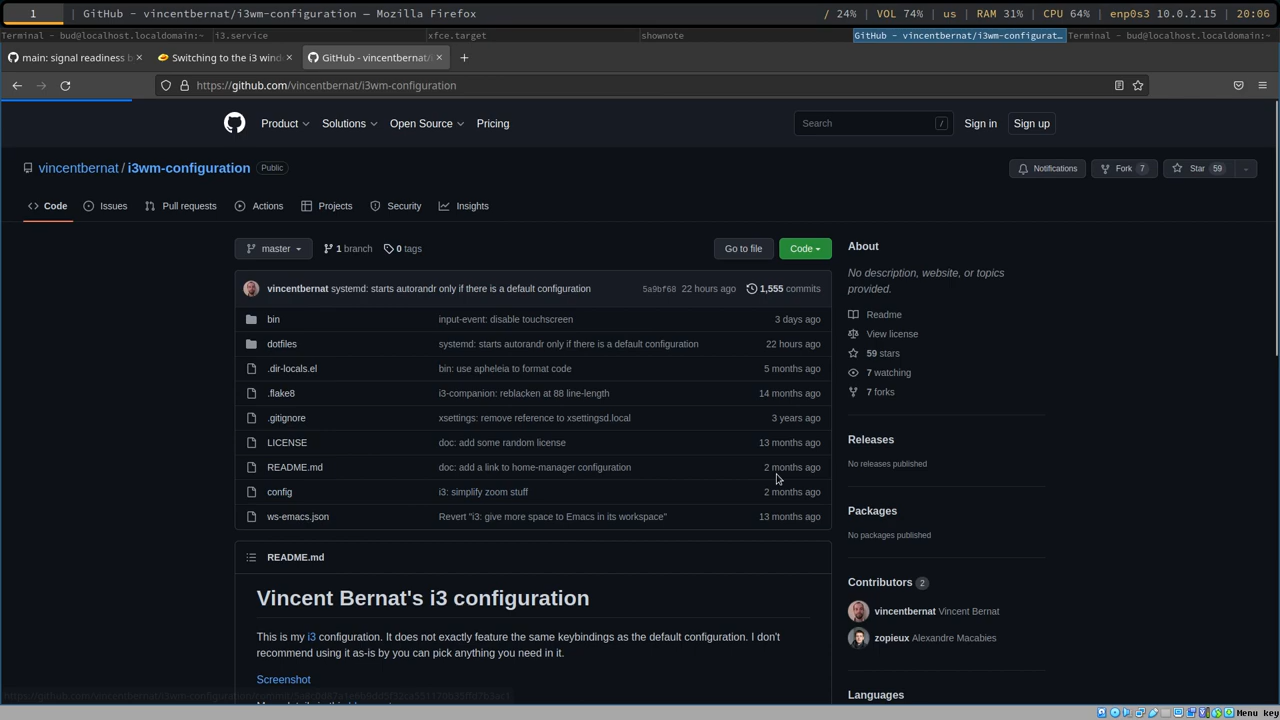 1 | GitHub - vincentbernat/i3wm-configuration — Mozilla Firefox / 24% | VOL 74% | us | RAM 31% | CPU 64% | enp0s3 10.0.2.15 | 20:06
Terminal - bud@localhost.localdomain:~ i3.service xfce.target shownote GitHub - vincentbernat/i3wm-configurat… Terminal - bud@localhost.localdomain:~
main: signal readiness b Switching to the i3 wind GitHub - vincentbernat/i
https://github.com/vincentbernat/i3wm-configuration
Product Solutions Open Source Pricing Search / Sign in Sign up
vincentbernat / i3wm-configuration Public Notifications Fork 7 Star 59
Code Issues Pull requests Actions Projects Security Insights
master 1 branch 0 tags Go to file Code
About
No description, website, or topics
provided.
vincentbernat systemd: starts autorandr only if there is a default configuration 5a9bf68 22 hours ago 1,555 commits
bin input-event: disable touchscreen 3 days ago
dotfiles systemd: starts autorandr only if there is a default configuration 22 hours ago
.dir-locals.el bin: use apheleia to format code 5 months ago
.flake8 i3-companion: reblacken at 88 line-length 14 months ago
.gitignore xsettings: remove reference to xsettingsd.local 3 years ago
LICENSE doc: add some random license 13 months ago
README.md doc: add a link to home-manager configuration 2 months ago
config i3: simplify zoom stuff 2 months ago
ws-emacs.json Revert "i3: give more space to Emacs in its workspace" 13 months ago
Readme
View license
59 stars
7 watching
7 forks
Releases
No releases published
Packages
No packages published
Contributors 2
vincentbernat Vincent Bernat
zopieux Alexandre Macabies
Languages
README.md
Vincent Bernat's i3 configuration
This is my i3 configuration. It does not exactly feature the same keybindings as the default configuration. I don't
recommend using it as-is by you can pick anything you need in it.
Screenshot
Menu key